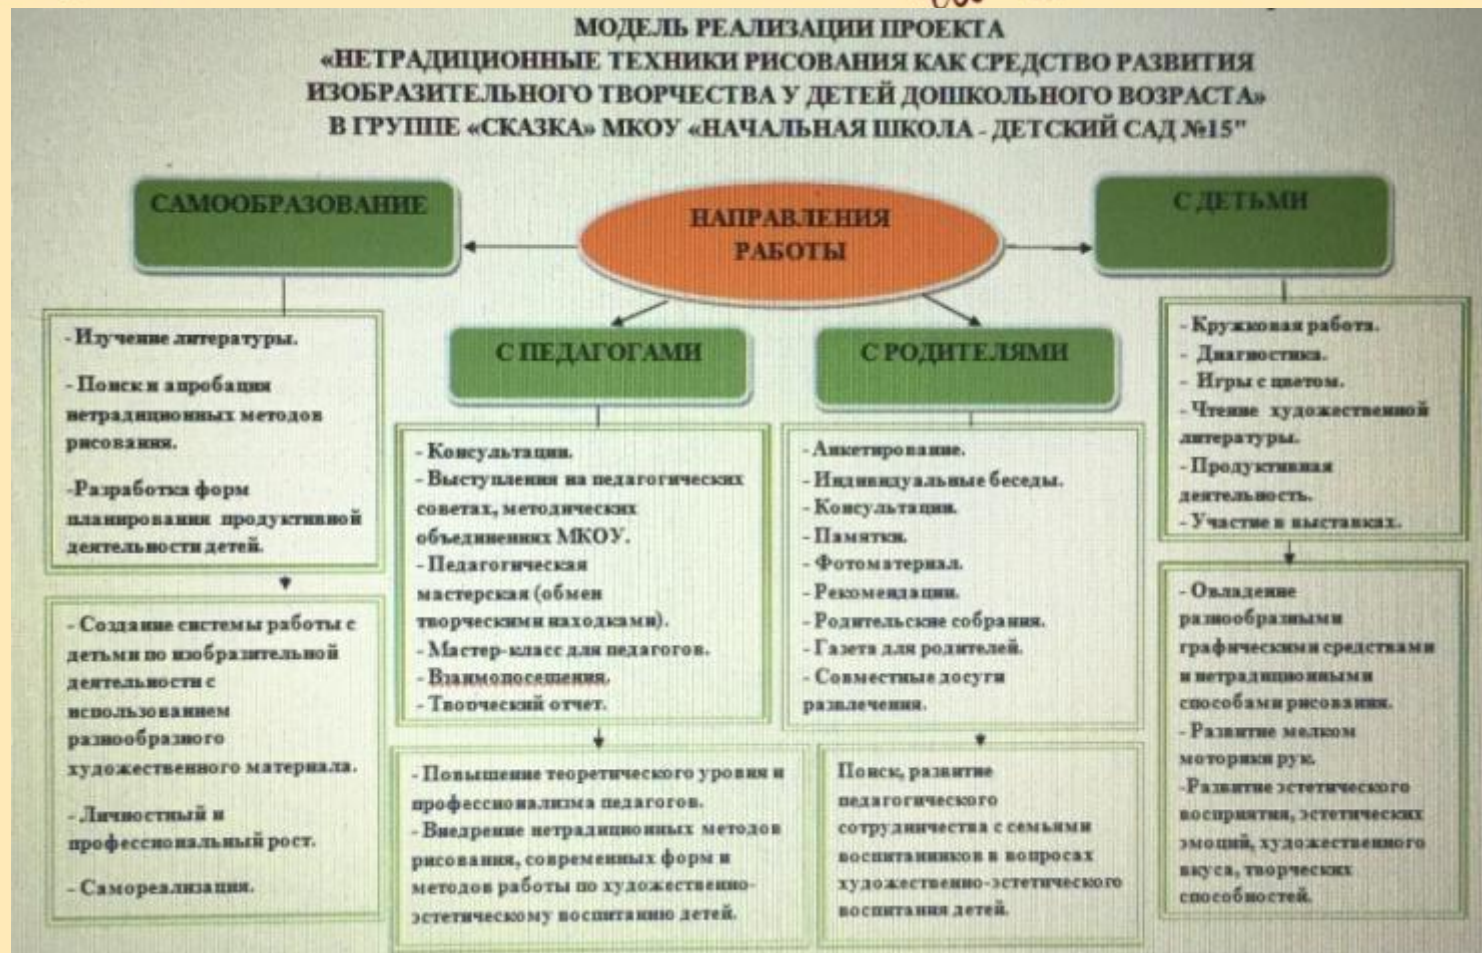 МОДЕЛЬ РЕАЛИЗАЦИИ ПРОЕКТА
«НЕТРАДИЦИОННЫЕ ТЕХНИКИ РИСОВАНИЯ КАК СРЕДСТВО РАЗВИТИЯ
ИЗОБРАЗИТЕЛЬНОГО ТВОРЧЕСТВА У ДЕТЕЙ ДОШКОЛЬНОГО ВОЗРАСТА»
В ГРУППЕ «СКАЗКА» МКОУ «НАЧАЛЬНАЯ ШКОЛА - ДЕТСКИЙ САД №15"
НАПРАВЛЕНИЯ
РАБОТЫ
САМООБРАЗОВАНИЕ
- Изучение литературы.
- Поиск и апробация
нетрадиционных методов
рисования.
-Разработка форм
планирования продуктивной
деятельности детей.
- Создание системы работы с
детьми по изобразительной
деятельности с
использованием
разнообразного
художественного материала.
- Личностный и
профессиональный рост.
- Самореализация.
С ПЕДАГОГАМИ
- Консультации.
- Выступления на педагогических
советах, методических
объединениях МКОУ.
- Педагогическая
мастерская (обмен
творческими находками).
- Мастер-класс для педагогов.
- Взаимопосещения.
- Творческий отчет.
- Повышение теоретического уровня и
профессионализма педагогов.
- Внедрение нетрадиционных методов
рисования, современных форм и
методов работы по художественно-
эстетическому воспитанию детей.
С РОДИТЕЛЯМИ
- Анкетирование.
- Индивидуальные беседы.
- Консультации.
- Памятки.
- Фотоматериал.
- Рекомендации.
- Родительские собрания.
- Газета для родителей.
- Совместные досуги
развлечения.
Поиск, развитие
педагогического
сотрудничества с семьями
воспитанников в вопросах
художественно-эстетического
воспитания детей.
С ДЕТЬМИ
- Кружковая работа.
- Диагностика.
- Игры с цветом.
- Чтение художественной
литературы.
- Продуктивная
деятельность.
- Участие в выставках.
- Овладение
разнообразными
графическими средствами
и нетрадиционными
способами рисования.
- Развитие мелком
моторики рук.
-Развитие эстетического
восприятия, эстетических
эмоций, художественного
вкуса, творческих
способностей.